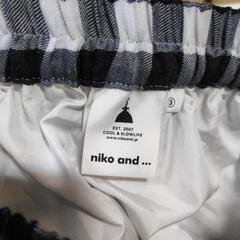 EST. 2007
COOL & SLOWLIFE
www.nikoand.jp
niko and ...
3